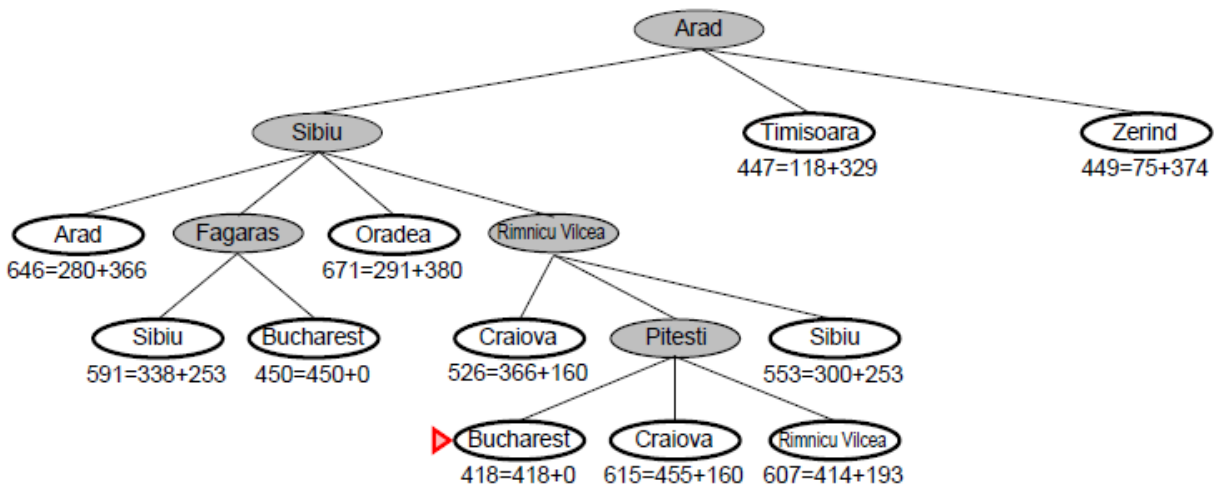 Arad
Sibiu
Timisoara
Zerind
447=118+329
449=75+374
Arad
Fagaras
Oradea
Rimnicu Vilcea
646=280+366
671=291+380
Sibiu
Bucharest
Craiova
Pitesti
Sibiu
591=338+253
450=450+0
526=366+160
553=300+253
Bucharest
Craiova
Rimnicu Vilcea
418=418+0
615=455+160
607=414+193